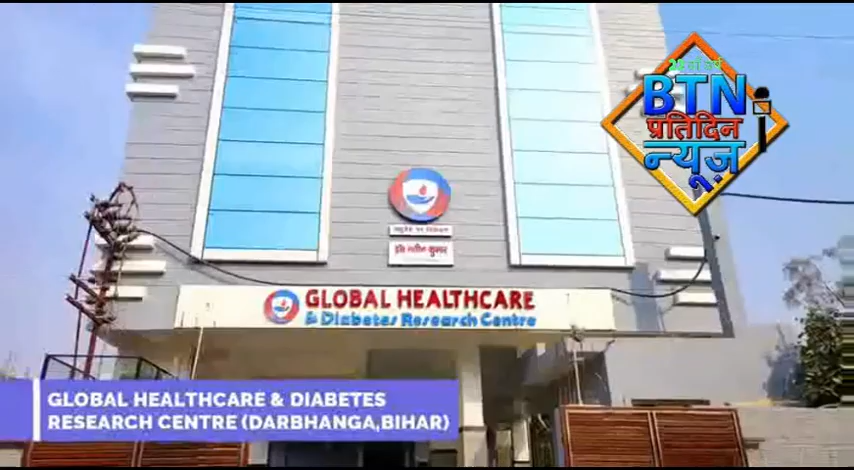 BTN
प्रतिदिन
न्यूज़
GLOBAL HEALTHCARE
& Diabetes Research Centre
GLOBAL HEALTHCARE & DIABETES
RESEARCH CENTRE (DARBHANGA,BIHAR)